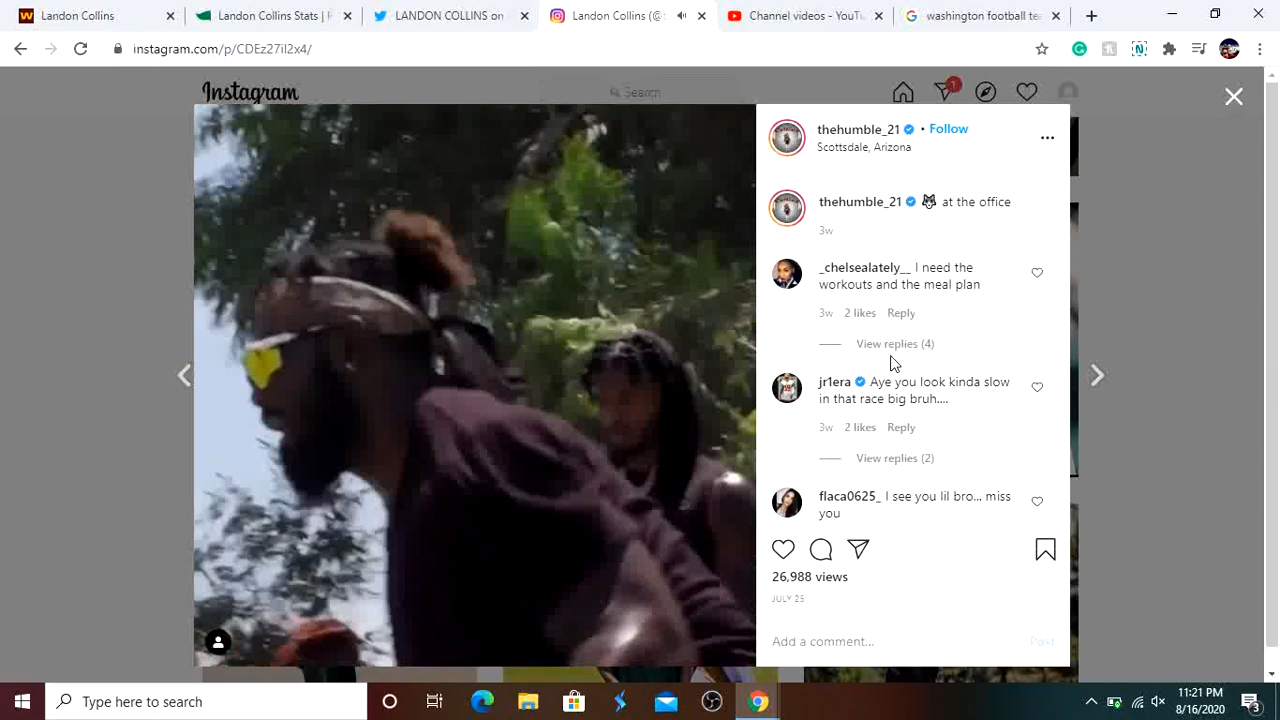 Landon Collins
Landon Collins Stats | P
LANDON COLLINS on
Landon Collins (@
Channel videos - YouTu
washington football tea
instagram.com/p/CDEz27il2x4/
Instagram
Search
1
thehumble_21 • Follow
Scottsdale, Arizona
thehumble_21 🐺 at the office
3w
_chelsealately__ I need the
workouts and the meal plan
3w 2 likes Reply
View replies (4)
jr1era Aye you look kinda slow
in that race big bruh....
3w 2 likes Reply
View replies (2)
flaca0625_ I see you lil bro... miss
you
26,988 views
JULY 25
Add a comment... Post
Type here to search
11:21 PM
8/16/2020
3